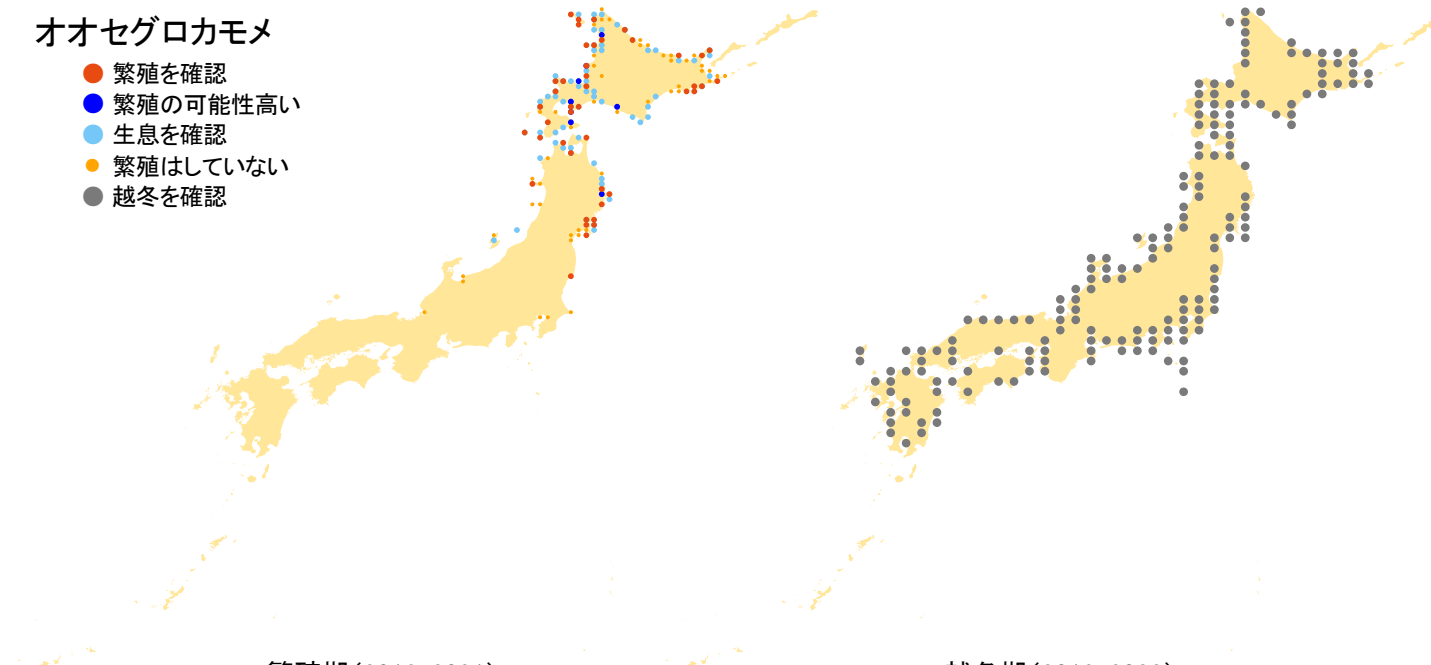 オオセグロカモメ
繁殖を確認
繁殖の可能性高い
生息を確認
繁殖はしていない
越冬を確認